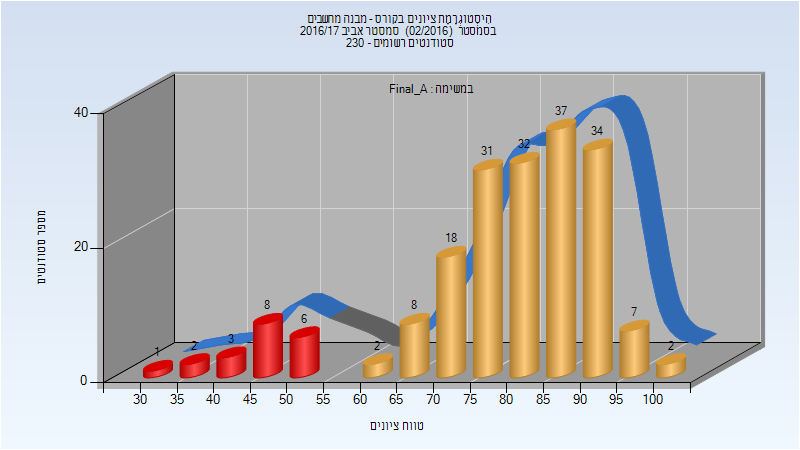 היסטוגרמת ציונים בקורס - מבנה מחשבים
בסמסטר (02/2016) סמסטר אביב 2016/17
סטודנטים רשומים - 230
במשימה : Final_A
מספר סטודנטים
40
20
0
1 2 3 8 6 2 8 18 31 32 37 34 7 2
30 35 40 45 50 55 60 65 70 75 80 85 90 95 100
טווח ציונים